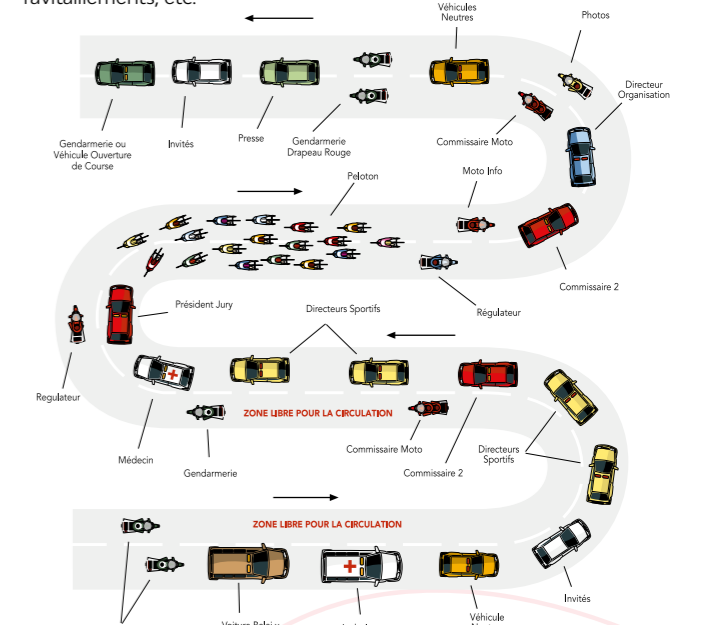 ravitaillements, etc.
Véhicules
Neutres
Photos
Directeur
Organisation
Gendarmerie ou
Véhicule Ouverture
de Course
Invités
Presse
Gendarmerie
Drapeau Rouge
Commissaire Moto
Moto Info
Peloton
Commissaire 2
Régulateur
Président Jury
Directeurs Sportifs
Regulateur
Médecin
Gendarmerie
ZONE LIBRE POUR LA CIRCULATION
Commissaire Moto
Commissaire 2
Directeurs
Sportifs
ZONE LIBRE POUR LA CIRCULATION
Invités
Véhicule